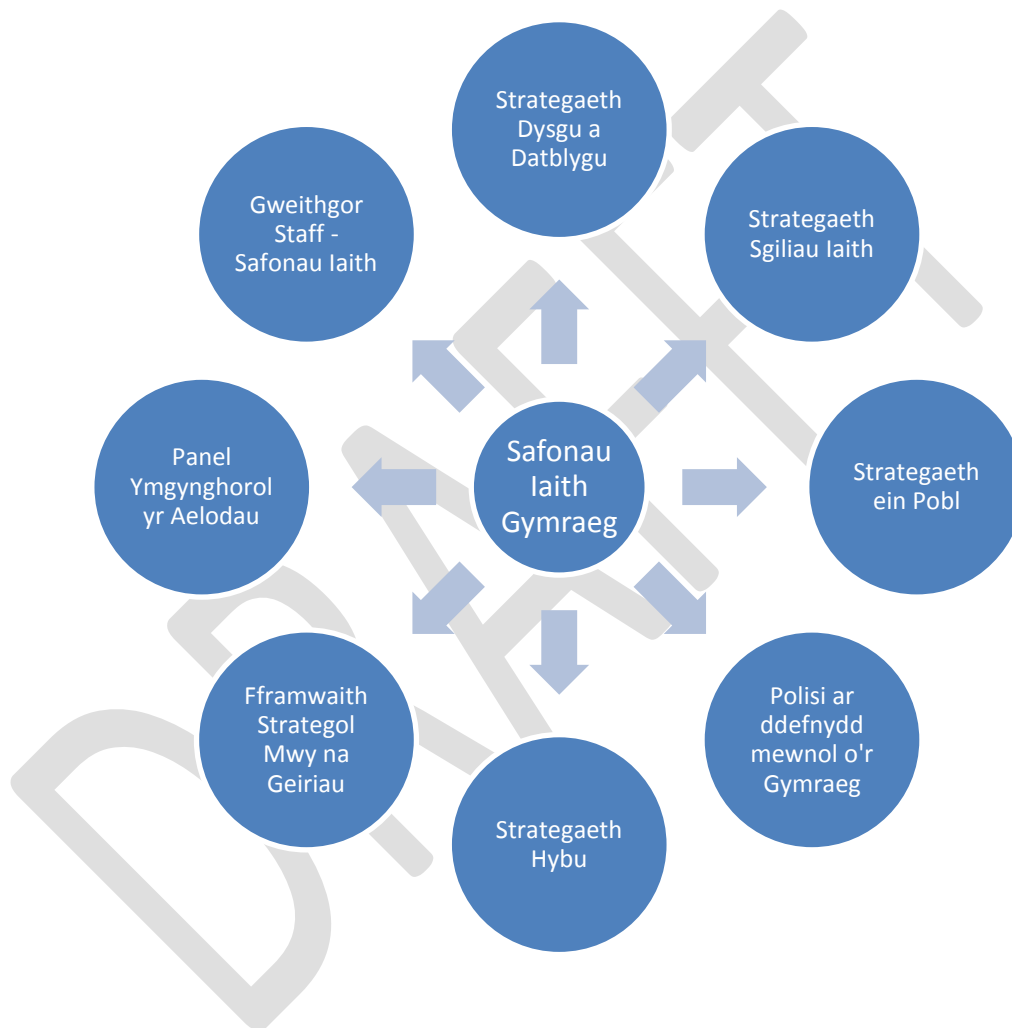 Strategaeth
Dysgu a
Datblygu
Strategaeth
Sgiliau Iaith
Strategaeth
ein Pobl
Polisi ar
ddefnydd
mewnol o'r
Gymraeg
Strategaeth
Hybu
Fframwaith
Strategol
Mwy na
Geiriau
Panel
Ymgynghorol
yr Aelodau
Gweithgor
Staff -
Safonau Iaith
Safonau
Iaith
Gymraeg
DRAFFT